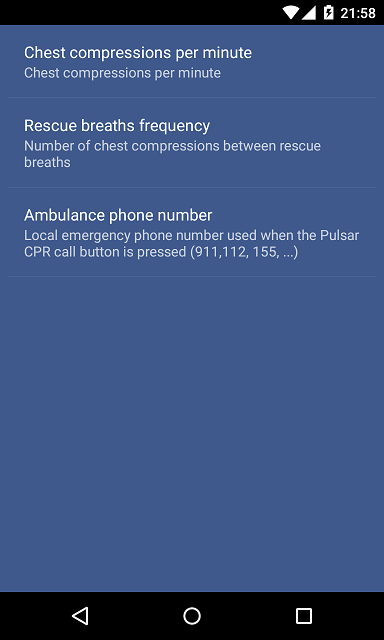 21:58
Chest compressions per minute
Chest compressions per minute
Rescue breaths frequency
Number of chest compressions between rescue
breaths
Ambulance phone number
Local emergency phone number used when the Pulsar
CPR call button is pressed (911,112, 155, ...)